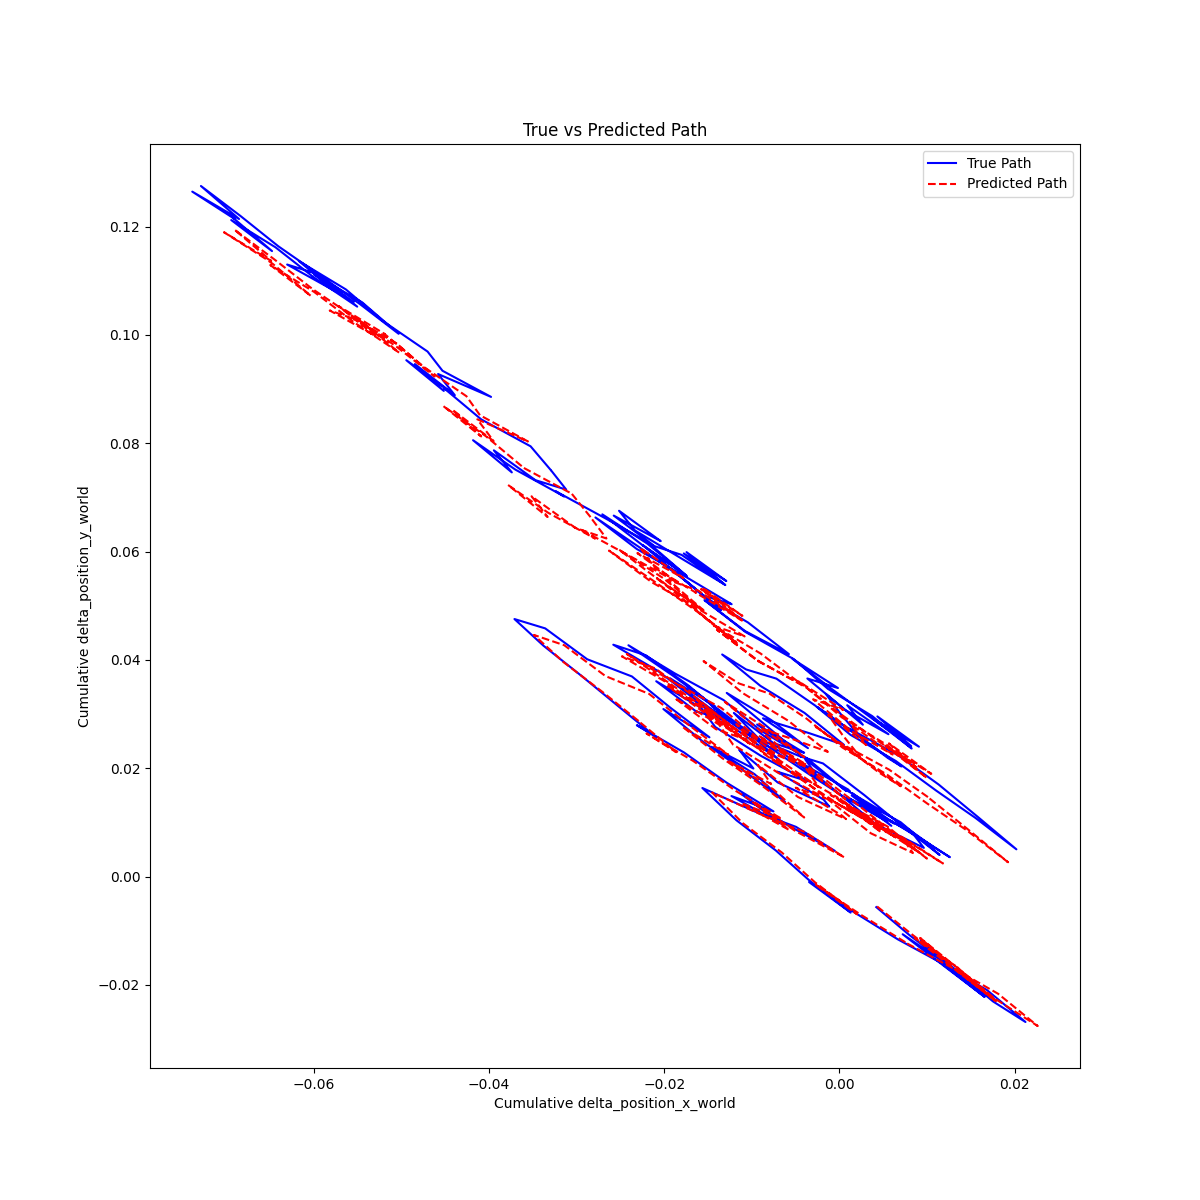 True vs Predicted Path
True Path
Predicted Path
0.12
0.10
0.08
0.06
0.04
0.02
0.00
−0.02
Cumulative delta_position_y_world
−0.06
−0.04
−0.02
0.00
0.02
Cumulative delta_position_x_world